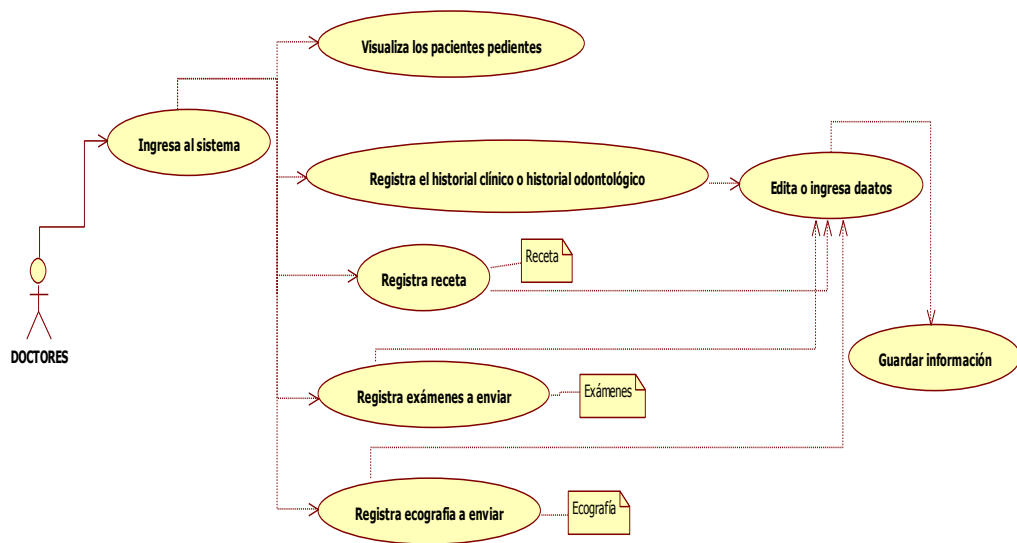 Visualiza los pacientes pedientes
Ingresa al sistema
Registra el historial clínico o historial odontológico
Edita o ingresa daatos
Receta
Registra receta
DOCTORES
Guardar información
Registra exámenes a enviar
Exámenes
Registra ecografia a enviar
Ecografía